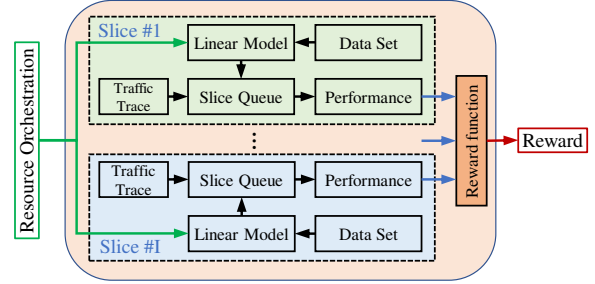 Resource Orchestration
Slice #1
Linear Model
Data Set
Traffic
Trace
Slice Queue
Performance
...
Traffic
Trace
Slice Queue
Performance
Linear Model
Data Set
Slice #I
Reward function
Reward